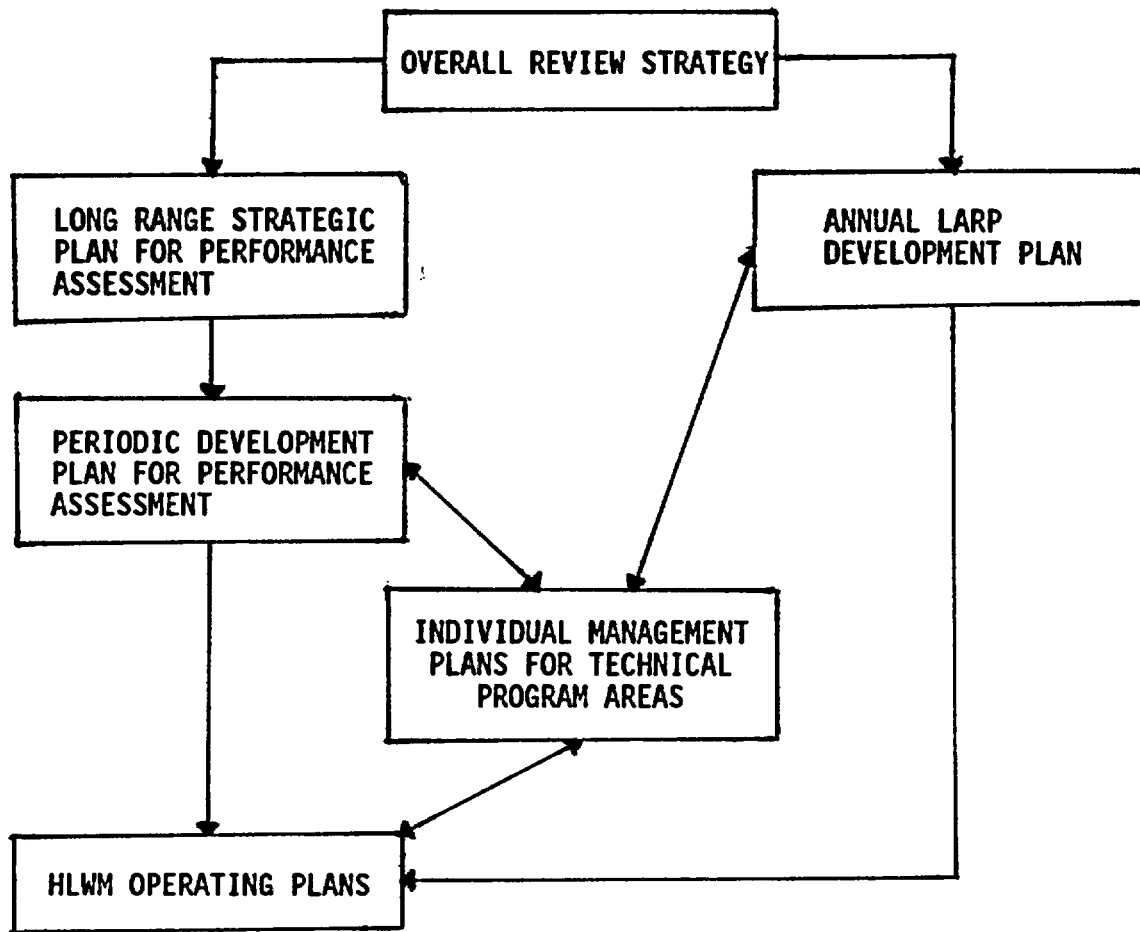 OVERALL REVIEW STRATEGY
LONG RANGE STRATEGIC
PLAN FOR PERFORMANCE
ASSESSMENT
ANNUAL LARP
DEVELOPMENT PLAN
PERIODIC DEVELOPMENT
PLAN FOR PERFORMANCE
ASSESSMENT
INDIVIDUAL MANAGEMENT
PLANS FOR TECHNICAL
PROGRAM AREAS
HLWM OPERATING PLANS